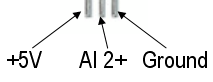 +5V AI 2+ Ground